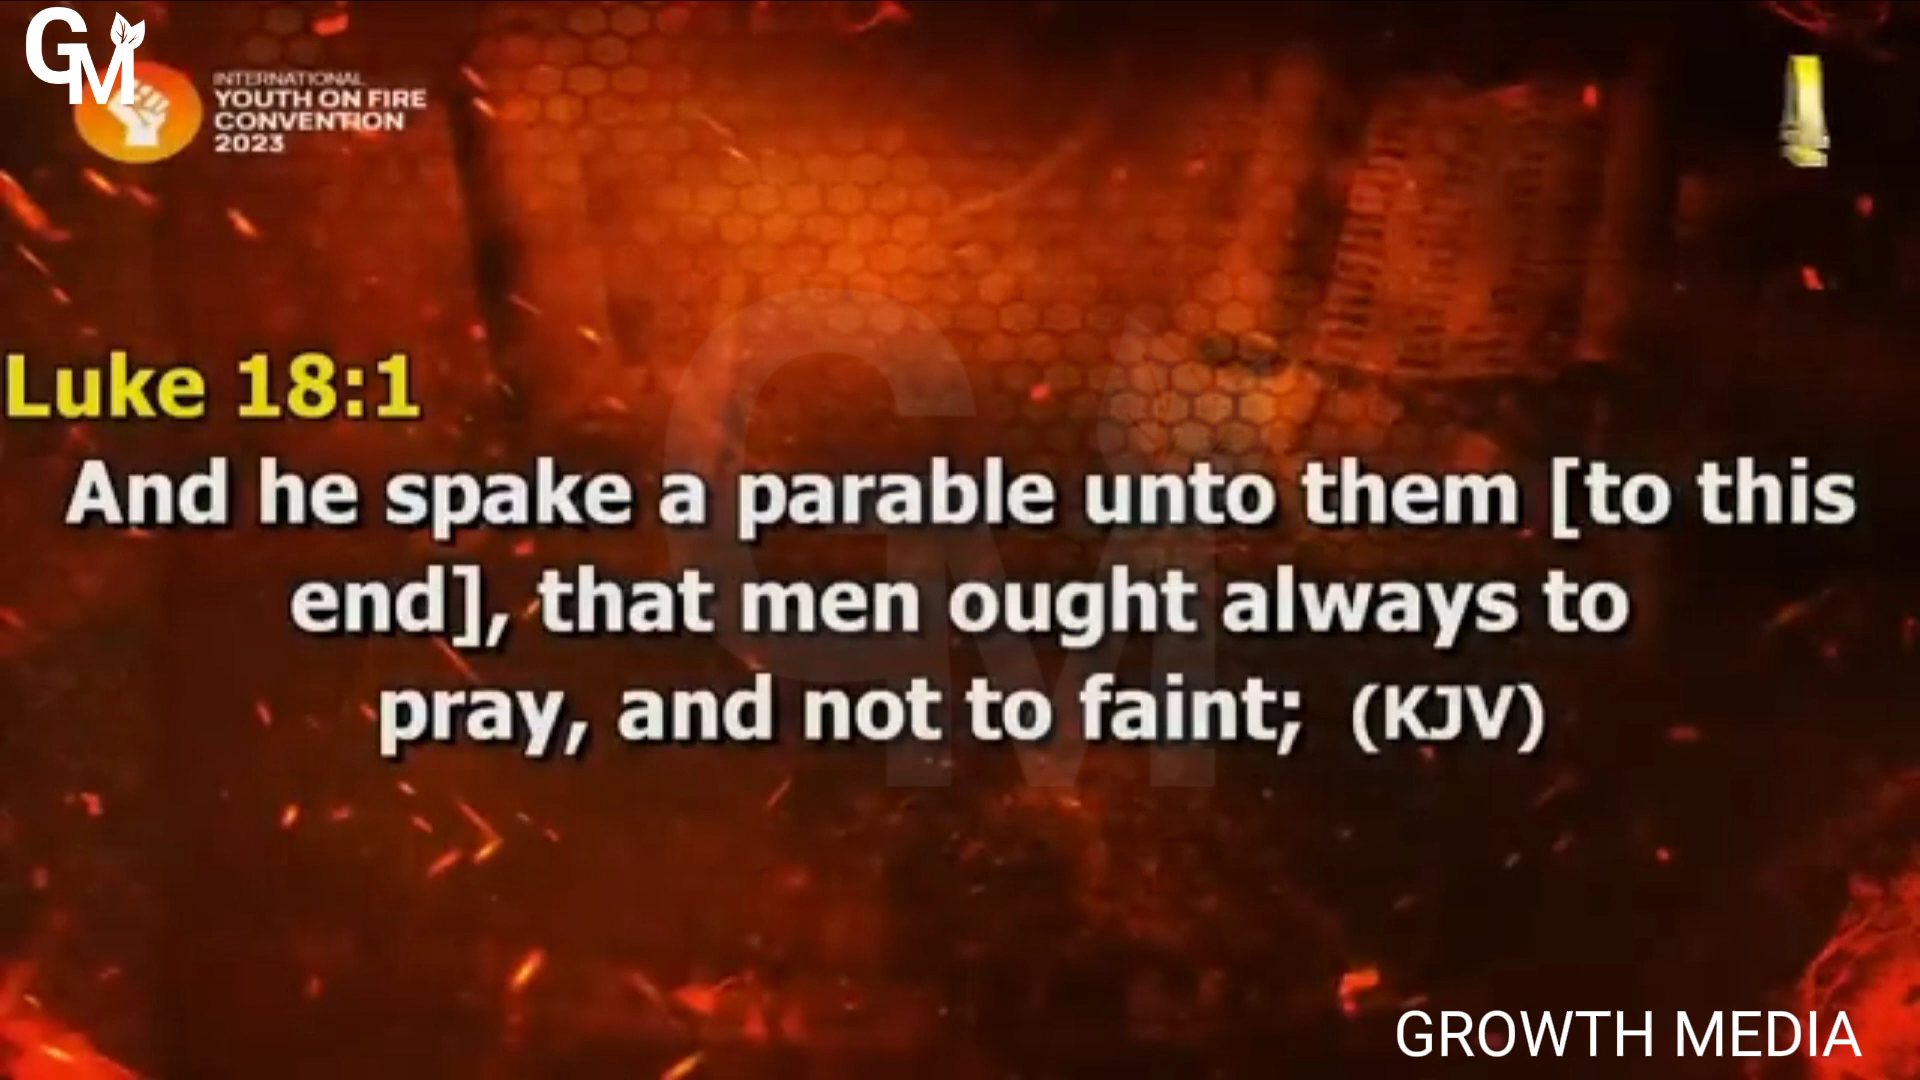 GM
INTERNATIONAL
YOUTH ON FIRE
CONVENTION
2023
Luke 18:1
And he spake a parable unto them [to this
end], that men ought always to
pray, and not to faint; (KJV)
GM
GROWTH MEDIA